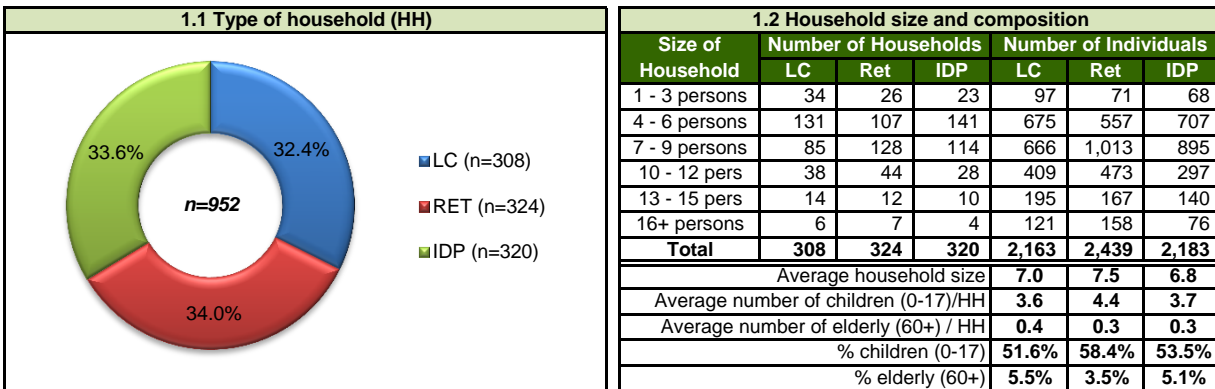 1.1 Type of household (HH)
32.4%
33.6%
34.0%
n=952
LC (n=308)
RET (n=324)
IDP (n=320)
1.2 Household size and composition
Size of Household Number of Households Number of Individuals
LC Ret IDP LC Ret IDP
1 - 3 persons 34 26 23 97 71 68
4 - 6 persons 131 107 141 675 557 707
7 - 9 persons 85 128 114 666 1,013 895
10 - 12 pers 38 44 28 409 473 297
13 - 15 pers 14 12 10 195 167 140
16+ persons 6 7 4 121 158 76
Total 308 324 320 2,163 2,439 2,183
Average household size 7.0 7.5 6.8
Average number of children (0-17)/HH 3.6 4.4 3.7
Average number of elderly (60+) / HH 0.4 0.3 0.3
% children (0-17) 51.6% 58.4% 53.5%
% elderly (60+) 5.5% 3.5% 5.1%